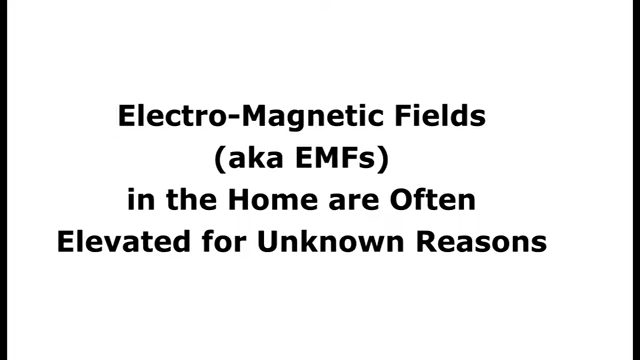 Electro-Magnetic Fields
(aka EMFs)
in the Home are Often
Elevated for Unknown Reasons